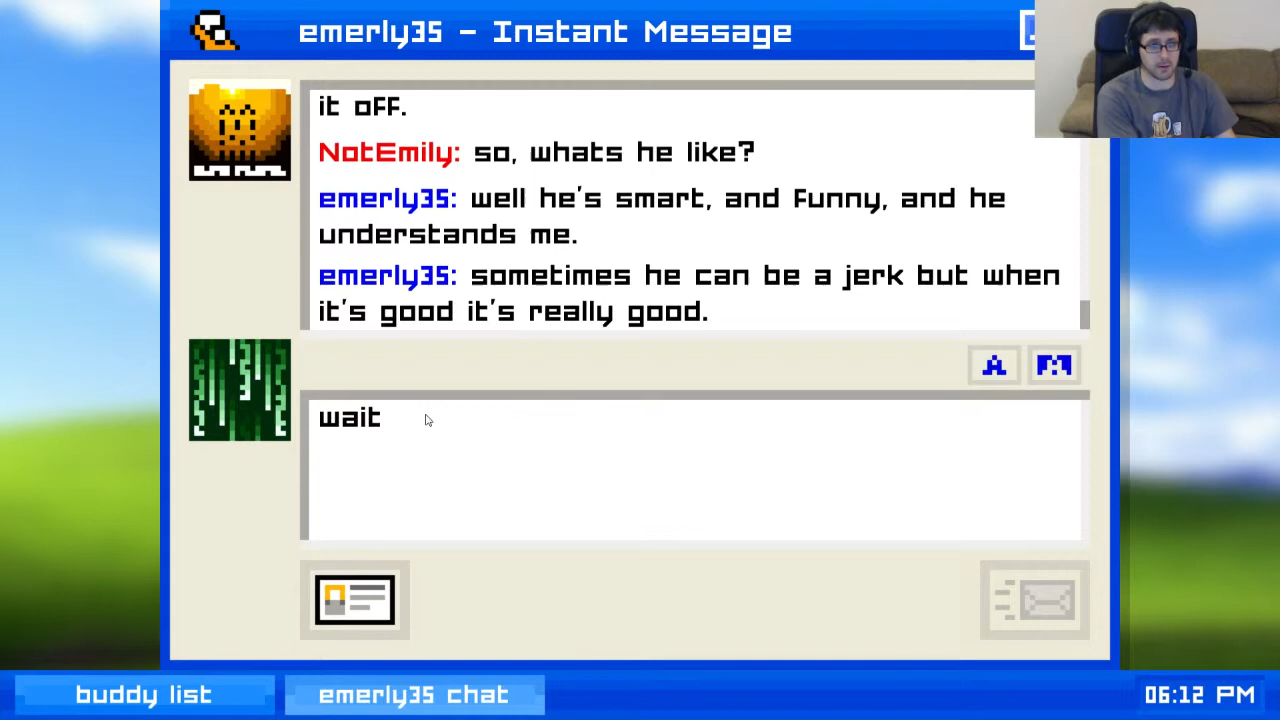 emerly35 - Instant Message
it off.
NotEmily: so, whats he like?
emerly35: well he's smart, and funny, and he
understands me.
emerly35: sometimes he can be a jerk but when
it's good it's really good.
A
wait
buddy list
emerly35 chat
06:12 PM